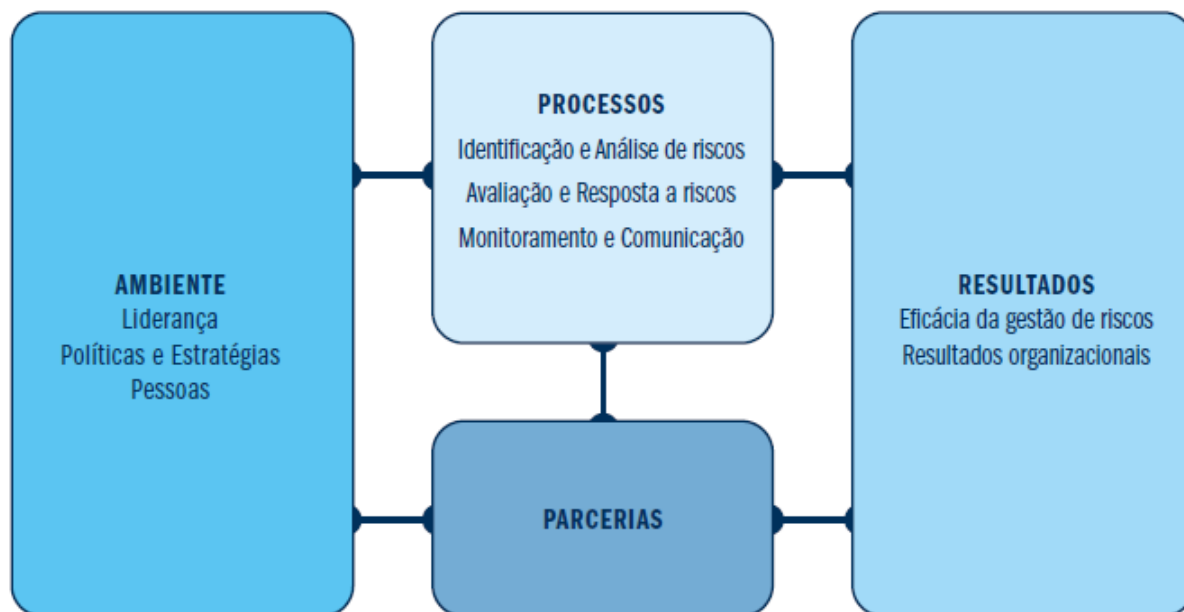 AMBIENTE
Liderança
Políticas e Estratégias
Pessoas
PROCESSOS
Identificação e Análise de riscos
Avaliação e Resposta a riscos
Monitoramento e Comunicação
PARCERIAS
RESULTADOS
Eficácia da gestão de riscos
Resultados organizacionais